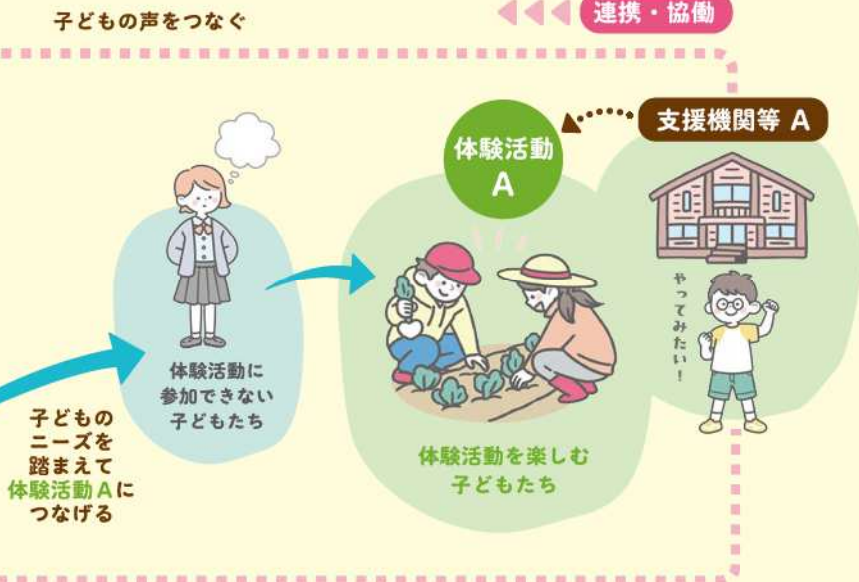 子どもの声をつなぐ
連携・協働
支援機関等 A
体験活動
A
やってみたい！
体験活動に
参加できない
子どもたち
子どもの
ニーズを
踏まえて
体験活動Aに
つなげる
体験活動を楽しむ
子どもたち